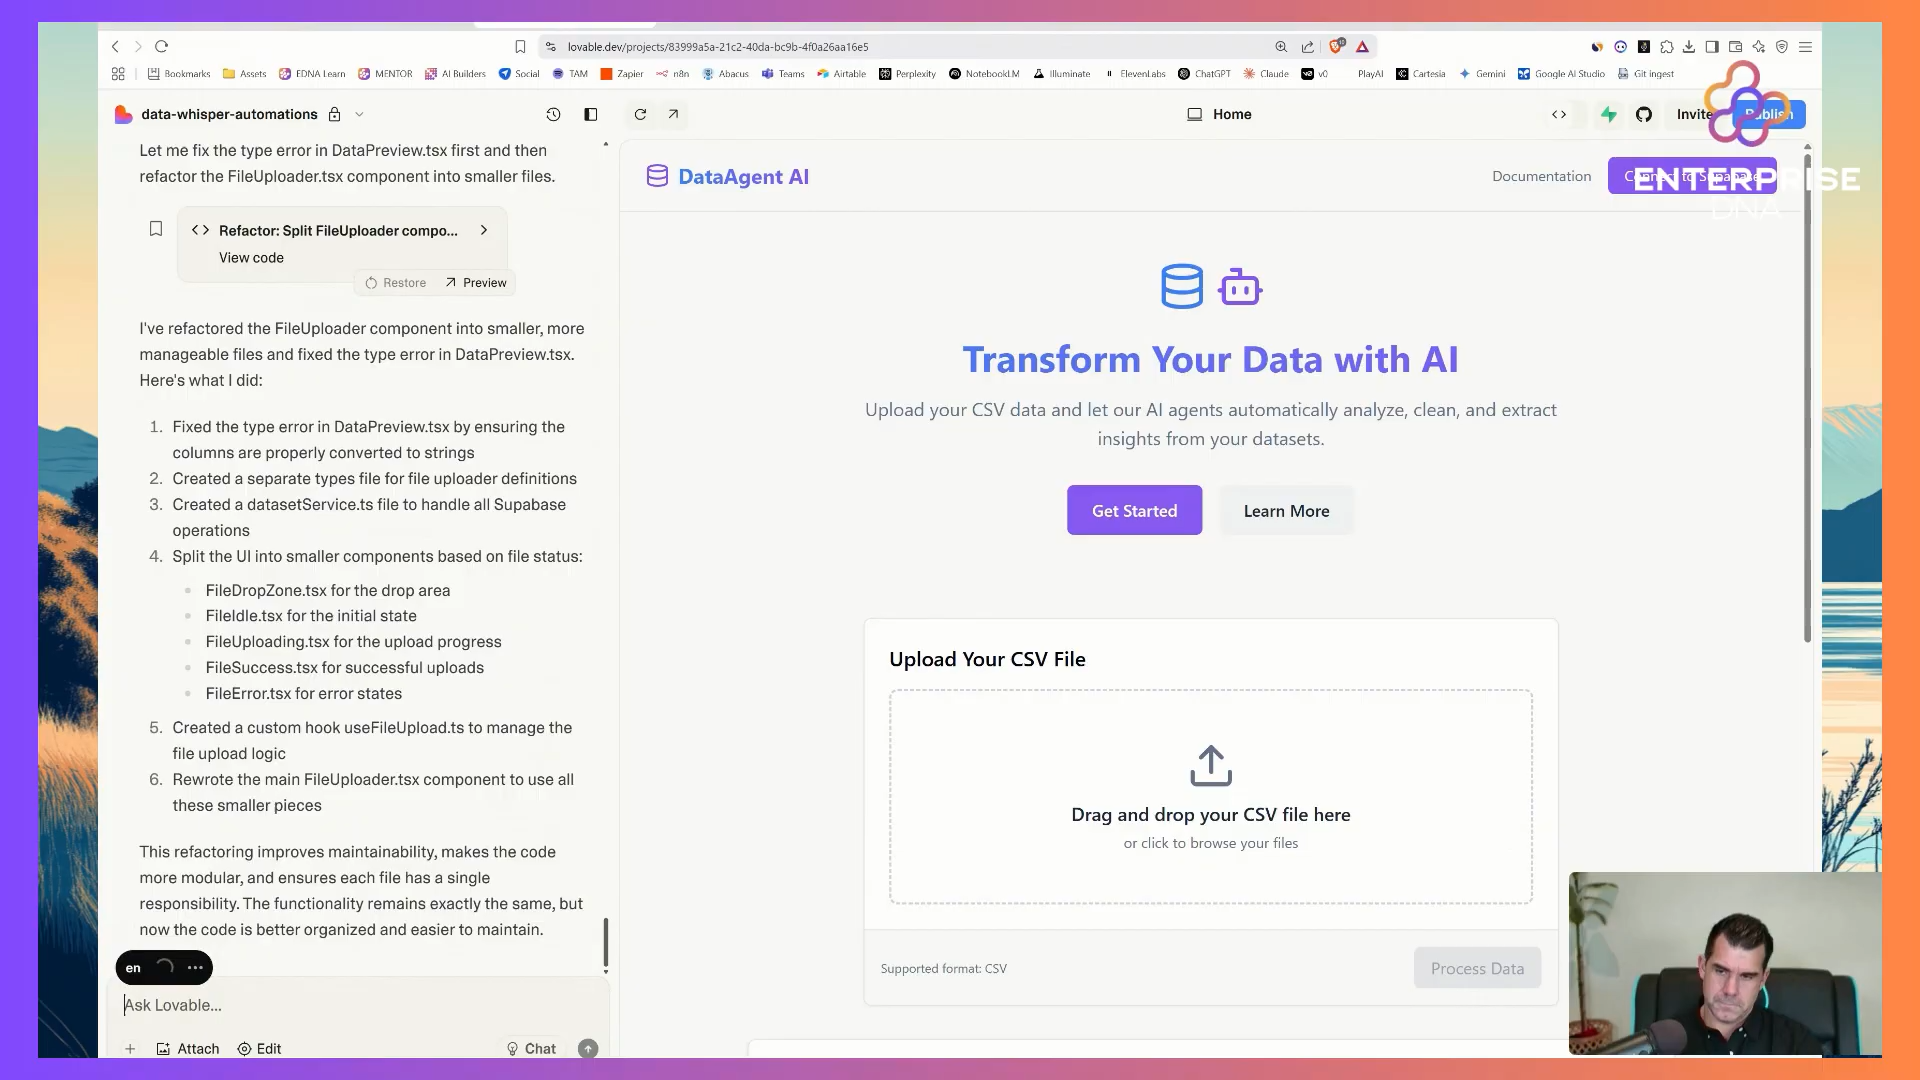 lovable.dev/projects/83999a5a-21c2-40da-bc9b-4f0a26aa16e5
Bookmarks Assets EDNA Learn MENTOR AI Builders Social TAM Zapier n8n Abacus Teams Airtable Perplexity NotebookLM Illuminate ElevenLabs ChatGPT Claude v0 PlayAI Cartesia Gemini Google AI Studio Git ingest
data-whisper-automations
Home
Invite
Publish
Let me fix the type error in DataPreview.tsx first and then
refactor the FileUploader.tsx component into smaller files.
Refactor: Split FileUploader compo...
View code
Restore Preview
I've refactored the FileUploader component into smaller, more
manageable files and fixed the type error in DataPreview.tsx.
Here's what I did:
1. Fixed the type error in DataPreview.tsx by ensuring the
columns are properly converted to strings
2. Created a separate types file for file uploader definitions
3. Created a datasetService.ts file to handle all Supabase
operations
4. Split the UI into smaller components based on file status:
FileDropZone.tsx for the drop area
FileIdle.tsx for the initial state
FileUploading.tsx for the upload progress
FileSuccess.tsx for successful uploads
FileError.tsx for error states
5. Created a custom hook useFileUpload.ts to manage the
file upload logic
6. Rewrote the main FileUploader.tsx component to use all
these smaller pieces
This refactoring improves maintainability, makes the code
more modular, and ensures each file has a single
responsibility. The functionality remains exactly the same, but
now the code is better organized and easier to maintain.
en
Ask Lovable...
Attach Edit Chat
DataAgent AI
Documentation
Connect to Supabase
ENTERPRISE
DNA
Transform Your Data with AI
Upload your CSV data and let our AI agents automatically analyze, clean, and extract
insights from your datasets.
Get Started
Learn More
Upload Your CSV File
Drag and drop your CSV file here
or click to browse your files
Supported format: CSV
Process Data